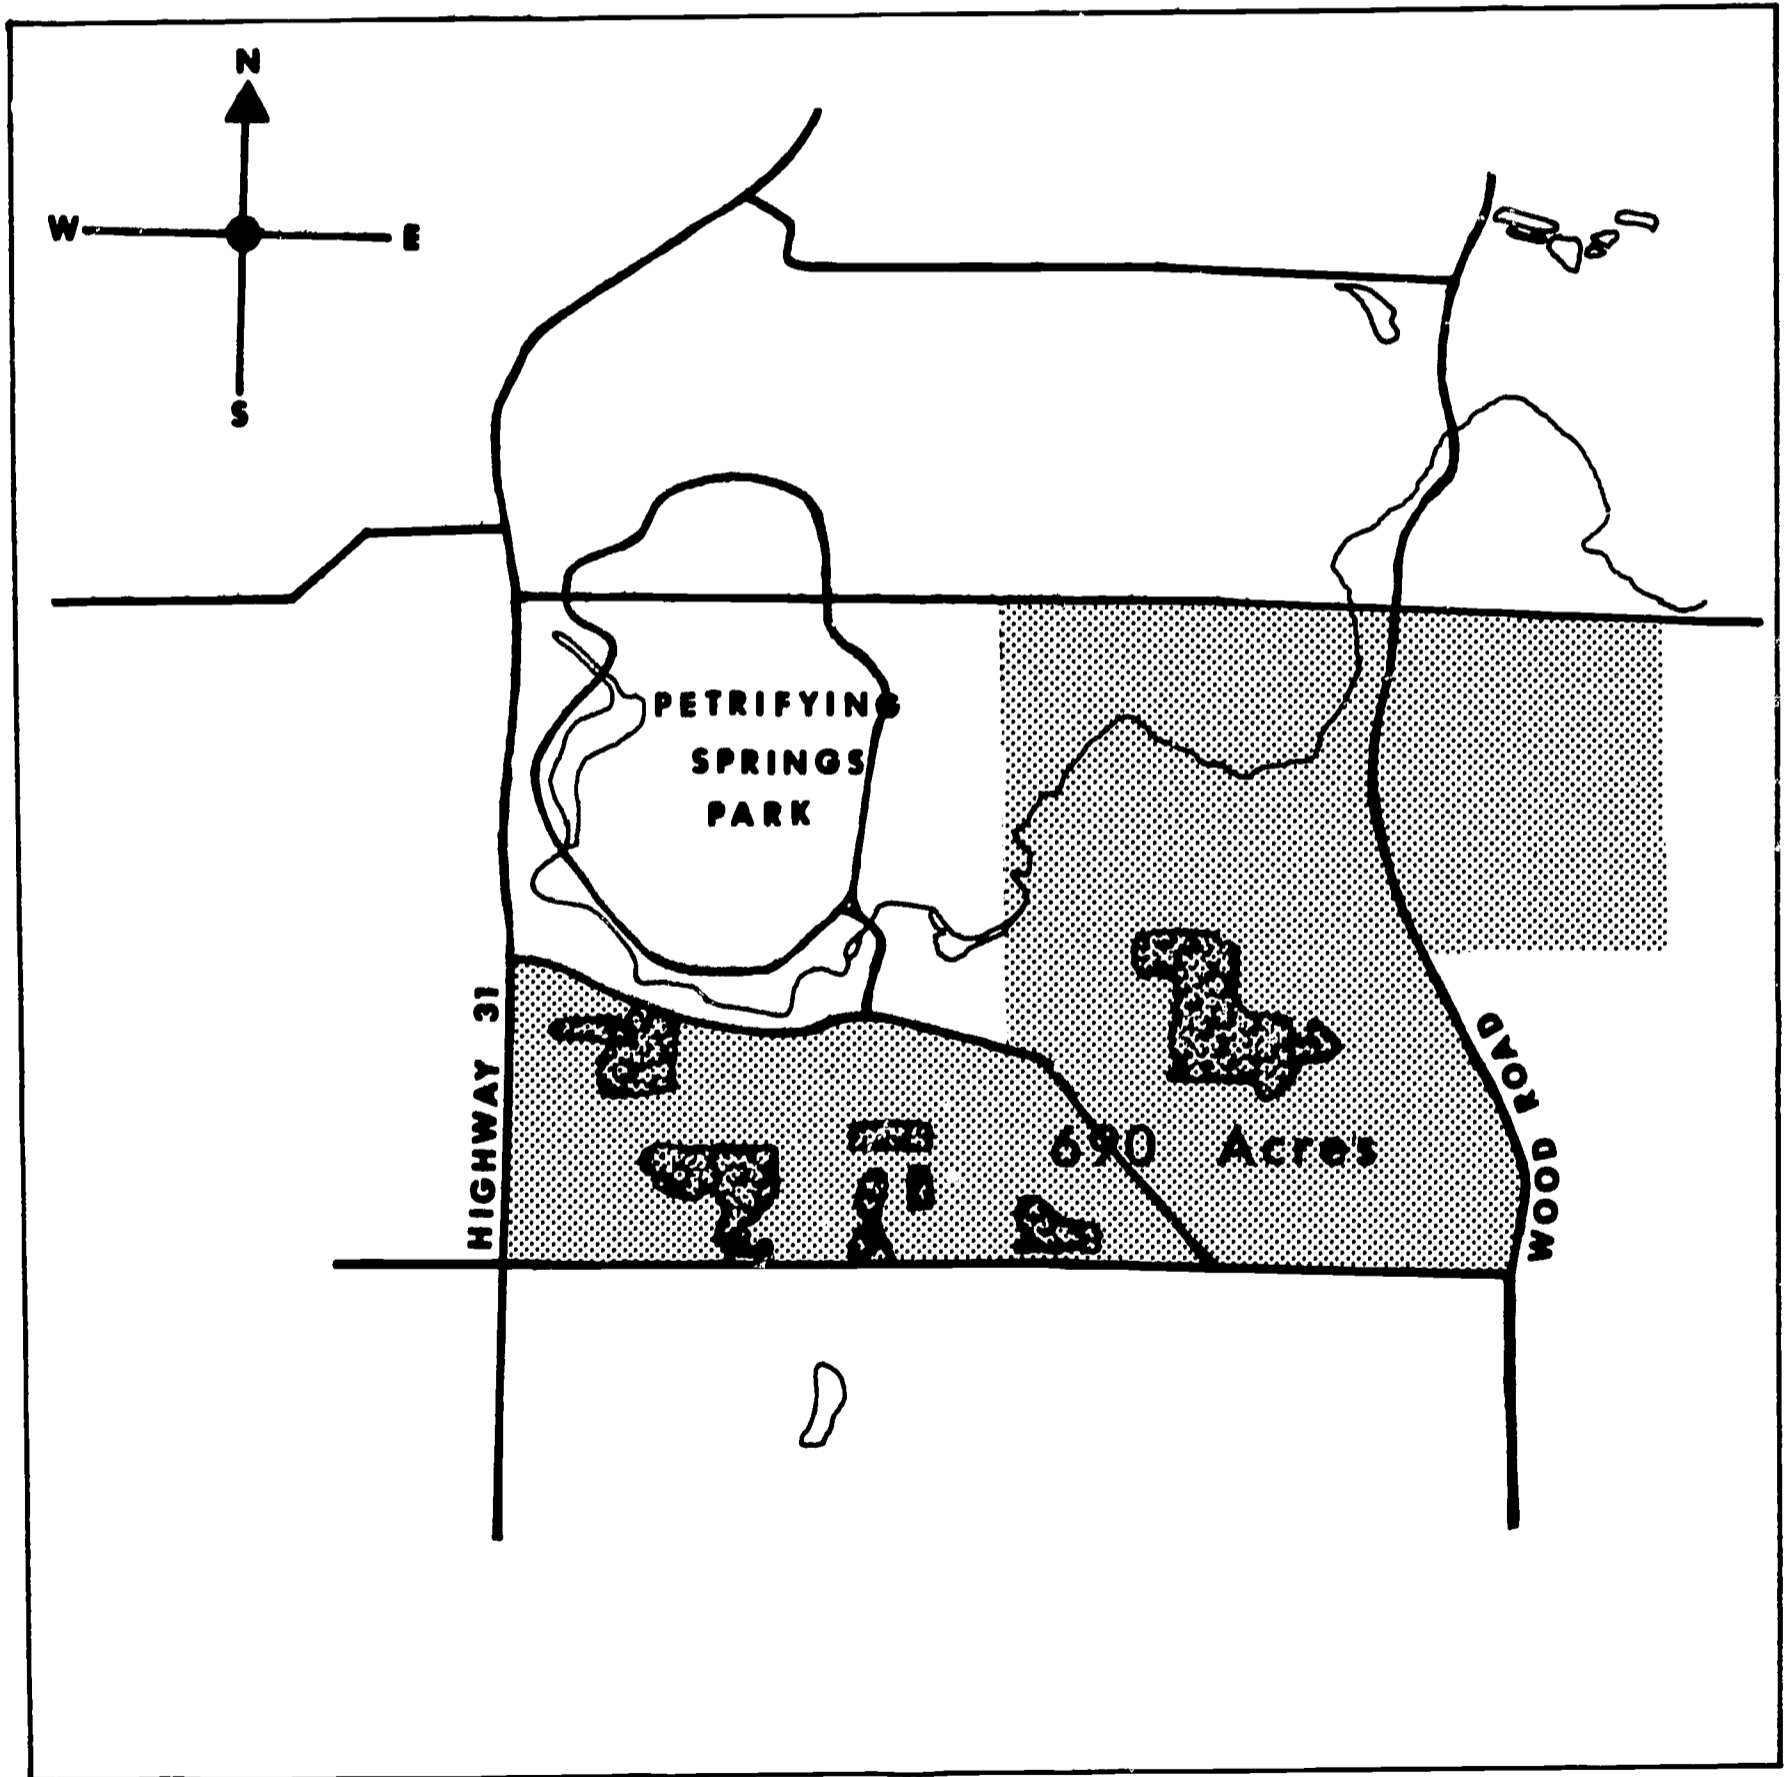 N
W E
S
PETRIFYING
SPRINGS
PARK
HIGHWAY 31
WOOD ROAD
690 Acres